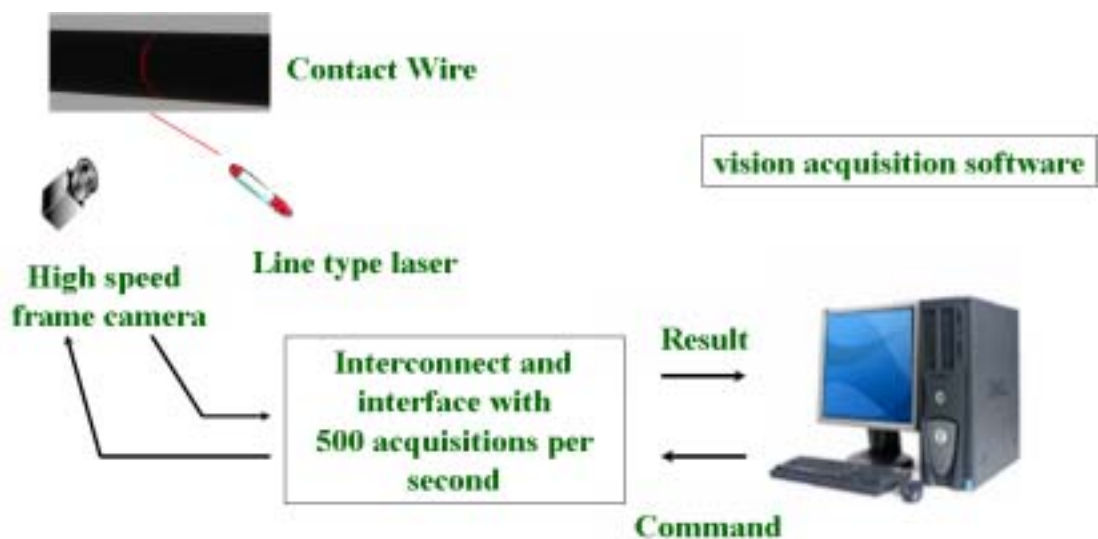 Contact Wire
vision acquisition software
Line type laser
High speed
frame camera
Interconnect and
interface with
500 acquisitions per
second
Result
Command